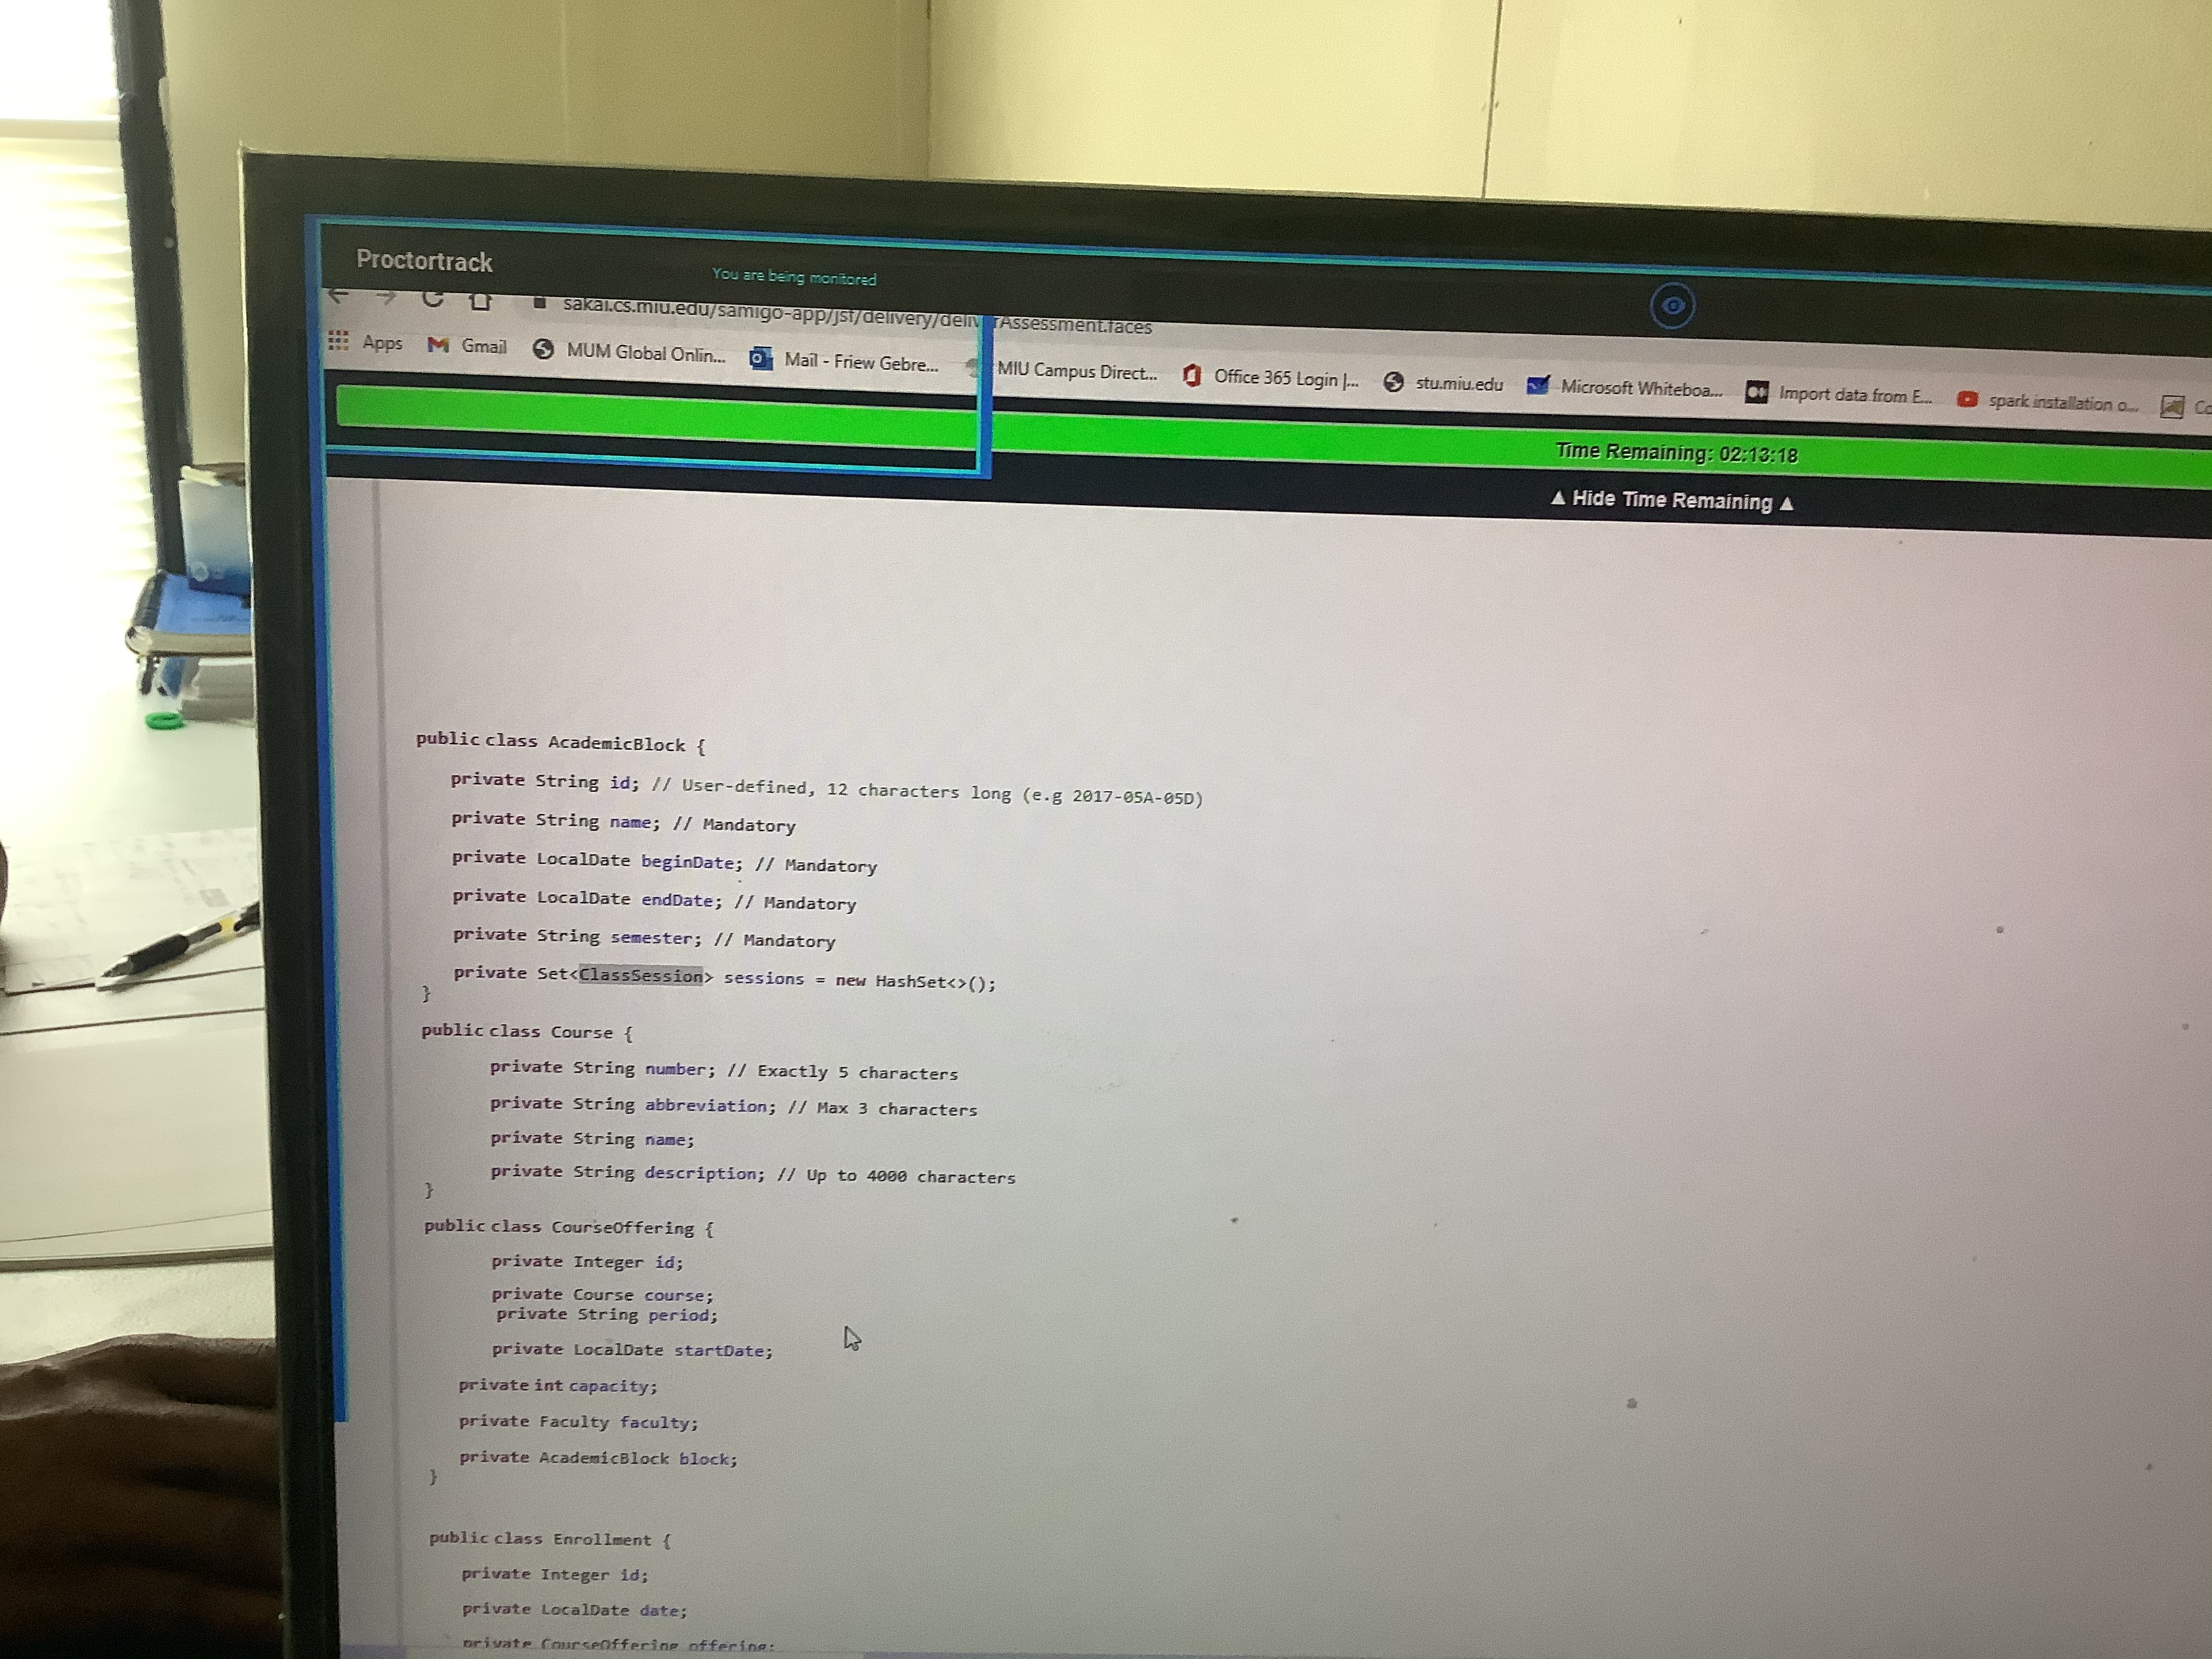 Proctortrack
You are being monitored
sakai.cs.miu.edu/samigo-app/jsf/delivery/deliv rAssessment.faces
Apps Gmail MUM Global Onlin... Mail - Friew Gebre... MIU Campus Direct... Office 365 Login |... stu.miu.edu Microsoft Whiteboa... Import data from E... spark installation o... Co
Time Remaining: 02:13:18
▲ Hide Time Remaining ▲
public class AcademicBlock {
private String id; // User-defined, 12 characters long (e.g 2017-05A-05D)
private String name; // Mandatory
private LocalDate beginDate; // Mandatory
private LocalDate endDate; // Mandatory
private String semester; // Mandatory
private Set<ClassSession> sessions = new HashSet<>();
}
public class Course {
private String number; // Exactly 5 characters
private String abbreviation; // Max 3 characters
private String name;
private String description; // Up to 4000 characters
}
public class CourseOffering {
private Integer id;
private Course course;
private String period;
private LocalDate startDate;
private int capacity;
private Faculty faculty;
private AcademicBlock block;
}
public class Enrollment {
private Integer id;
private LocalDate date;
private CourseOffering offering;